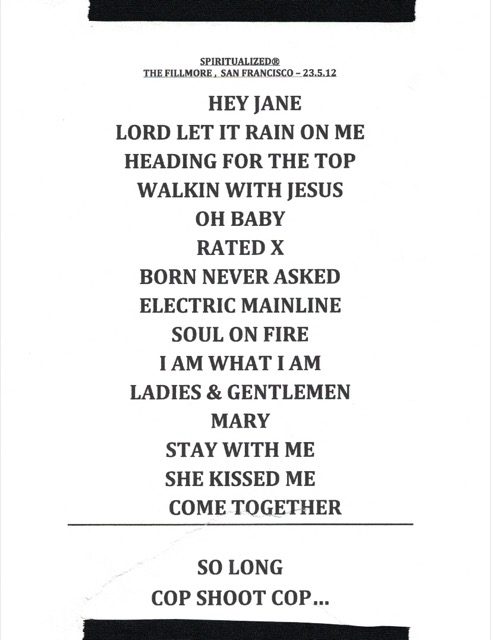 SPIRITUALIZED®
THE FILLMORE , SAN FRANCISCO – 23.5.12
HEY JANE
LORD LET IT RAIN ON ME
HEADING FOR THE TOP
WALKIN WITH JESUS
OH BABY
RATED X
BORN NEVER ASKED
ELECTRIC MAINLINE
SOUL ON FIRE
I AM WHAT I AM
LADIES & GENTLEMEN
MARY
STAY WITH ME
SHE KISSED ME
COME TOGETHER
SO LONG
COP SHOOT COP...